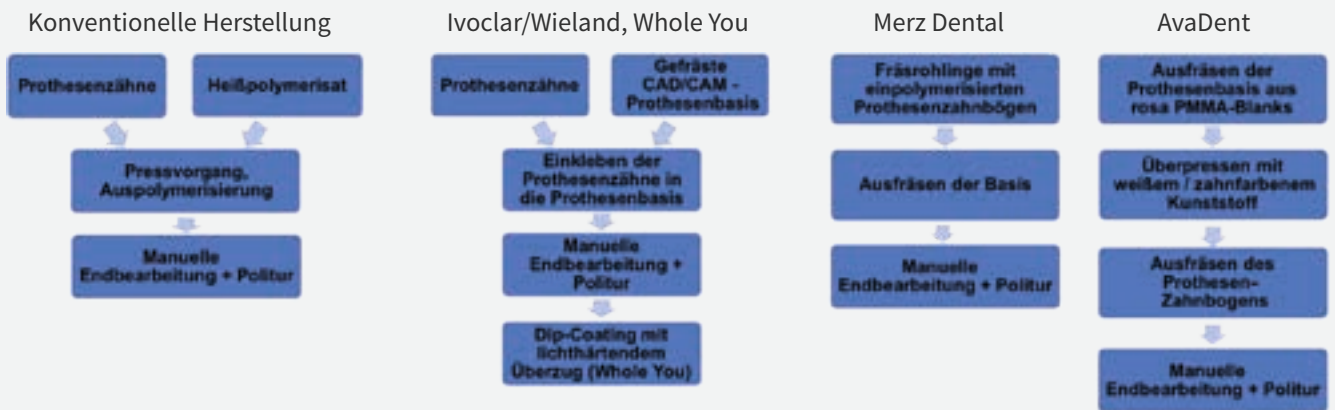 Konventionelle Herstellung
Prothesenzähne
Heißpolymerisat
Pressvorgang,
Auspolymerisierung
Manuelle
Endbearbeitung + Politur
Ivoclar/Wieland, Whole You
Prothesenzähne
Gefräste
CAD/CAM -
Prothesenbasis
Einkleben der
Prothesenzähne in
die Prothesenbasis
Manuelle
Endbearbeitung +
Politur
Dip-Coating mit
lichthärtendem
Überzug (Whole You)
Merz Dental
Fräsrohlinge mit
einpolymerisierten
Prothesenzahnbögen
Ausfräsen der Basis
Manuelle
Endbearbeitung + Politur
AvaDent
Ausfräsen der
Prothesenbasis aus
rosa PMMA-Blanks
Überpressen mit
weißem / zahnfarbenem
Kunststoff
Ausfräsen des
Prothesen-
Zahnbogens
Manuelle
Endbearbeitung + Politur